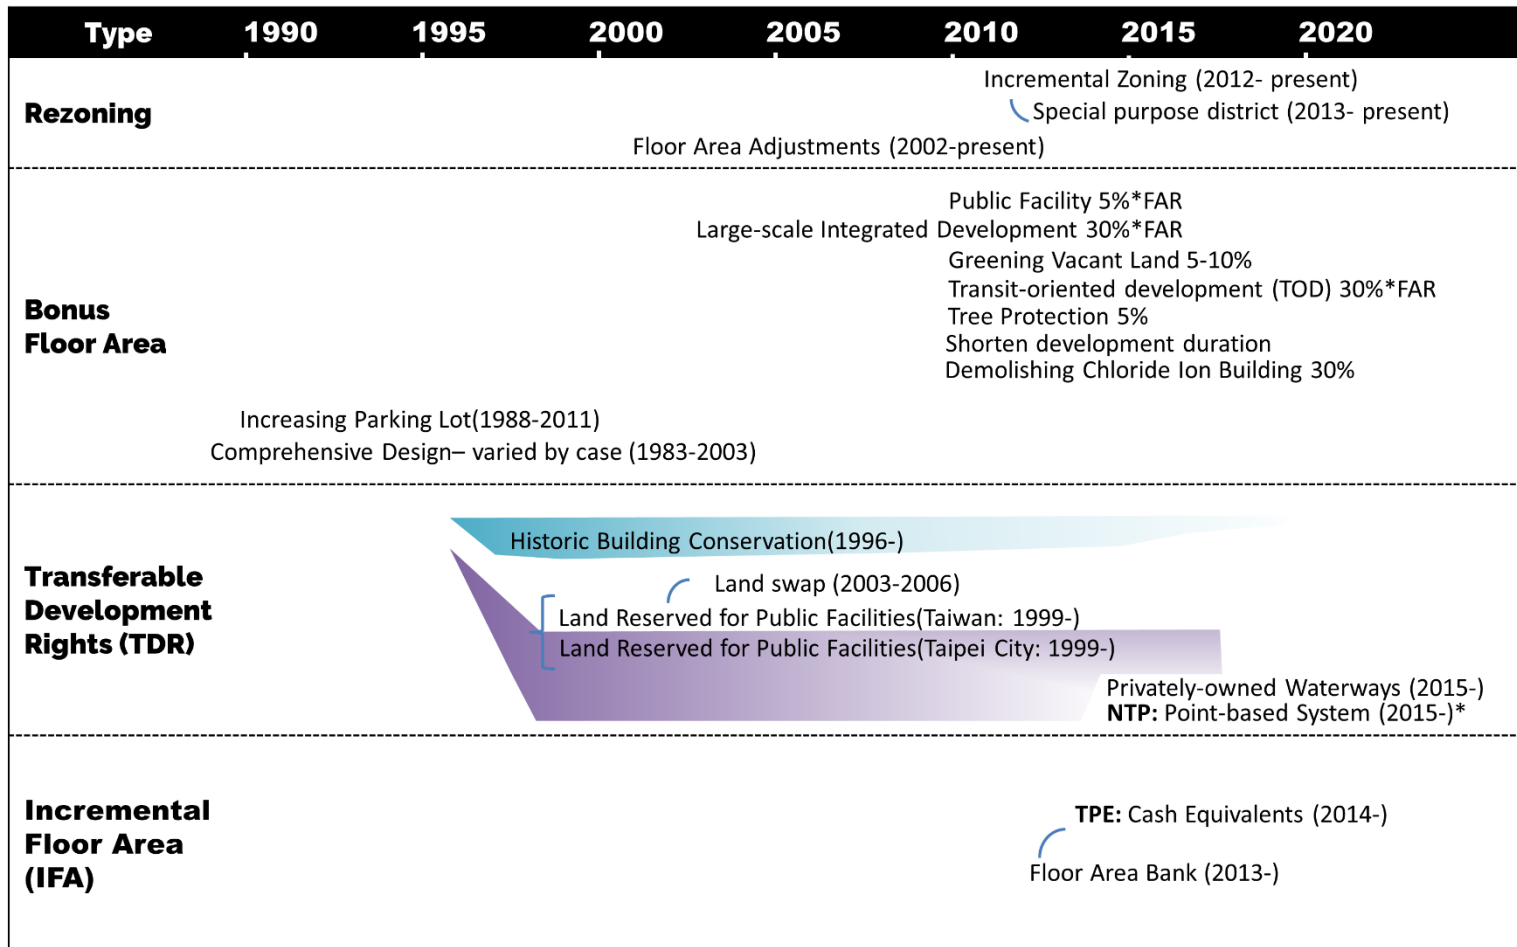 Type 1990 1995 2000 2005 2010 2015 2020
Rezoning
Incremental Zoning (2012- present)
Special purpose district (2013- present)
Floor Area Adjustments (2002-present)
Bonus
Floor Area
Public Facility 5%*FAR
Large-scale Integrated Development 30%*FAR
Greening Vacant Land 5-10%
Transit-oriented development (TOD) 30%*FAR
Tree Protection 5%
Shorten development duration
Demolishing Chloride Ion Building 30%
Increasing Parking Lot(1988-2011)
Comprehensive Design– varied by case (1983-2003)
Transferable
Development
Rights (TDR)
Historic Building Conservation(1996-)
Land swap (2003-2006)
Land Reserved for Public Facilities(Taiwan: 1999-)
Land Reserved for Public Facilities(Taipei City: 1999-)
Privately-owned Waterways (2015-)
NTP: Point-based System (2015-)*
Incremental
Floor Area
(IFA)
TPE: Cash Equivalents (2014-)
Floor Area Bank (2013-)